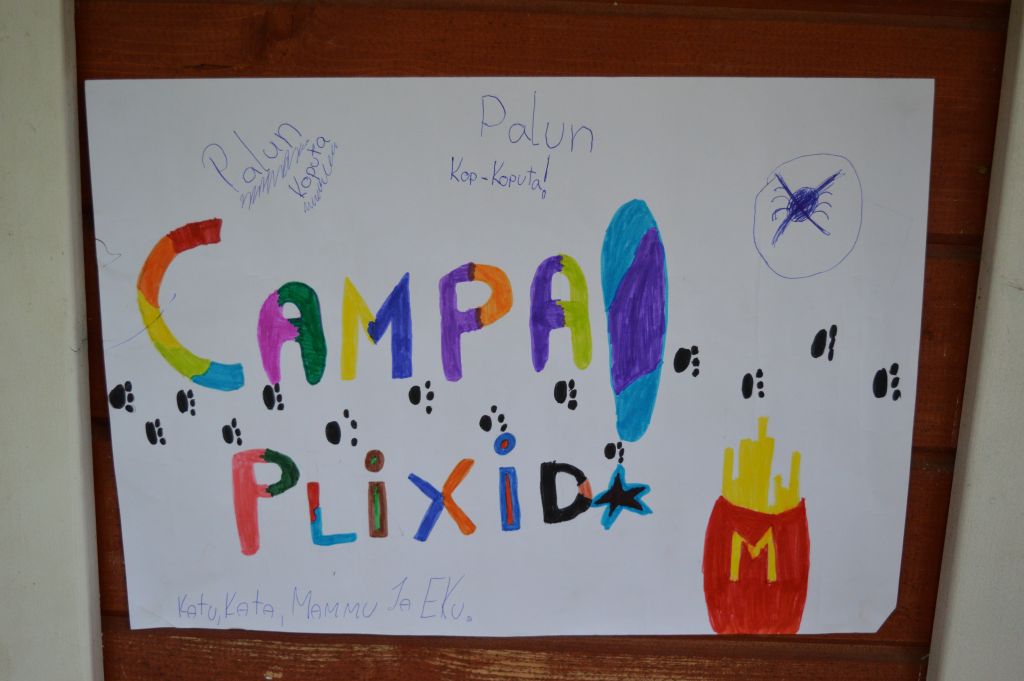 Palun
Koputa
Palun
Kop-Koputa!
CAMPA!
PLiXiD
M
Katu, Kata, MAMMU JA EKu.